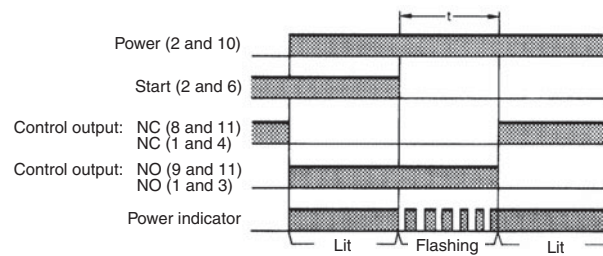 t
Power (2 and 10)
Start (2 and 6)
Control output: NC (8 and 11)
NC (1 and 4)
Control output: NO (9 and 11)
NO (1 and 3)
Power indicator
Lit Flashing Lit